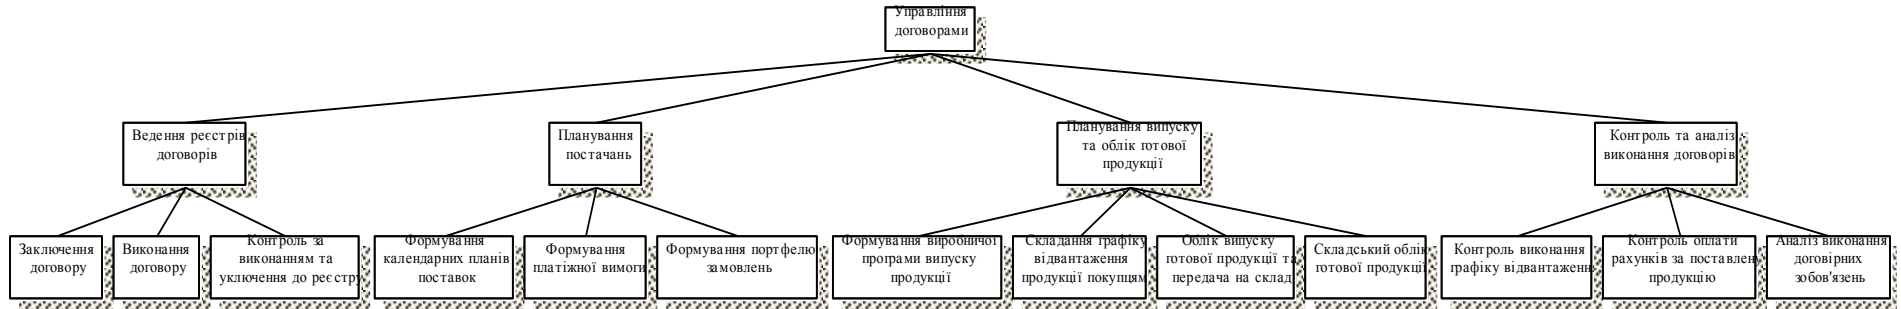 Управління
договорами
Ведення реєстрів
договорів
Планування
постачань
Планування випуску
та облік готової
продукції
Контроль та аналіз
виконання договорів
Заключення
договору
Виконання
договору
Контроль за
виконанням та
уключення до реєстру
Формування
календарних планів
поставок
Формування
платіжної вимоги
Формування портфелю
замовлень
Формування виробничої
програми випуску
продукції
Складання графіку
відвантаження
продукції покупцям
Облік випуску
готової продукції та
передача на склад
Складський облік
готової продукції
Контроль виконання
графіку відвантаження
Контроль оплати
рахунків за поставлен
продукцію
Аналіз виконання
договірних
зобов'язень